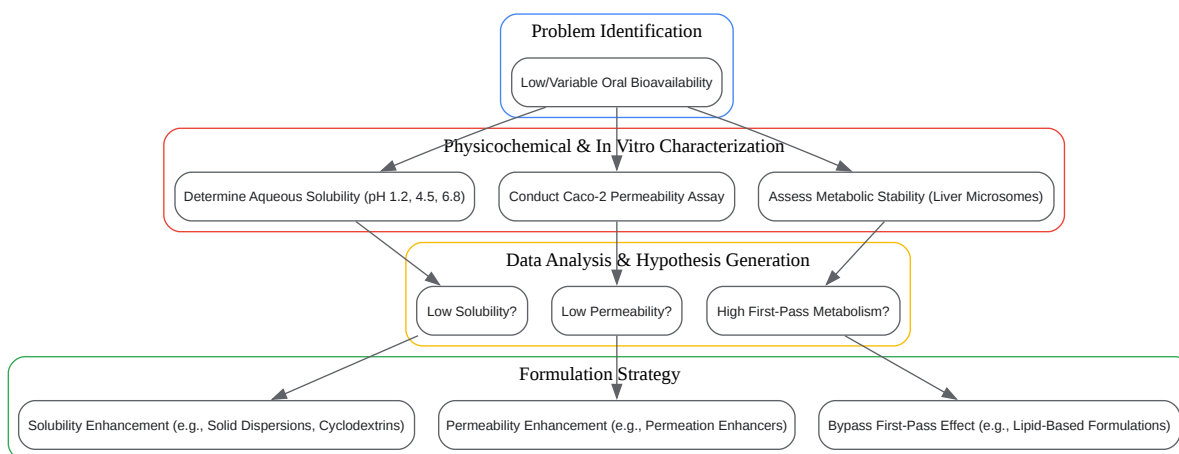 Problem Identification
Low/Variable Oral Bioavailability
Physicochemical & In Vitro Characterization
Determine Aqueous Solubility (pH 1.2, 4.5, 6.8)
Conduct Caco-2 Permeability Assay
Assess Metabolic Stability (Liver Microsomes)
Data Analysis & Hypothesis Generation
Low Solubility?
Low Permeability?
High First-Pass Metabolism?
Formulation Strategy
Solubility Enhancement (e.g., Solid Dispersions, Cyclodextrins)
Permeability Enhancement (e.g., Permeation Enhancers)
Bypass First-Pass Effect (e.g., Lipid-Based Formulations)